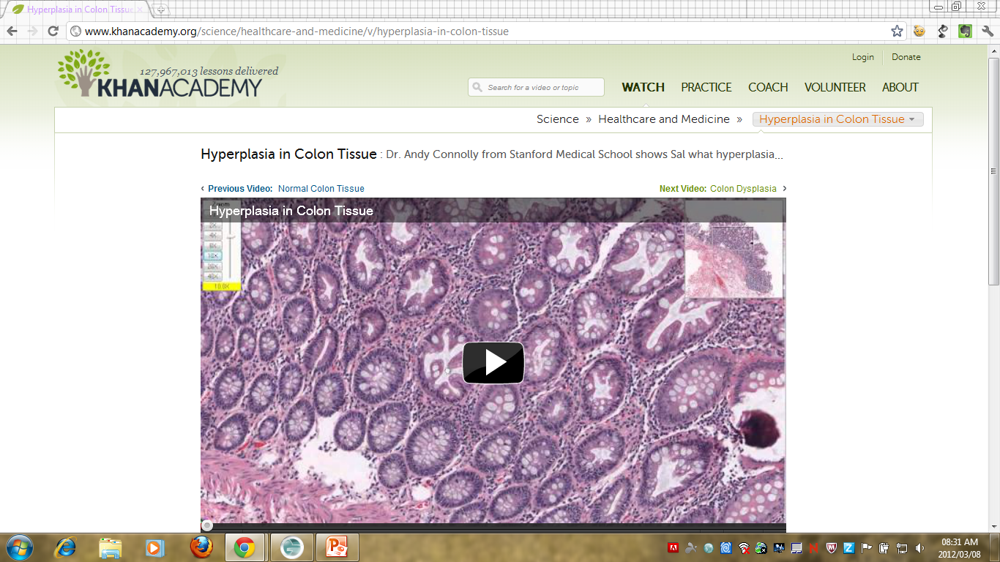 Hyperplasia in Colon Tissue
www.khanacademy.org/science/healthcare-and-medicine/v/hyperplasia-in-colon-tissue
Login Donate
127,967,013 lessons delivered
KHANACADEMY
Search for a video or topic
WATCH PRACTICE COACH VOLUNTEER ABOUT
Science » Healthcare and Medicine » Hyperplasia in Colon Tissue
Hyperplasia in Colon Tissue : Dr. Andy Connolly from Stanford Medical School shows Sal what hyperplasia...
‹ Previous Video: Normal Colon Tissue
Next Video: Colon Dysplasia ›
Hyperplasia in Colon Tissue
4X
10X
20X
40X
10.0X
08:31 AM
2012/03/08